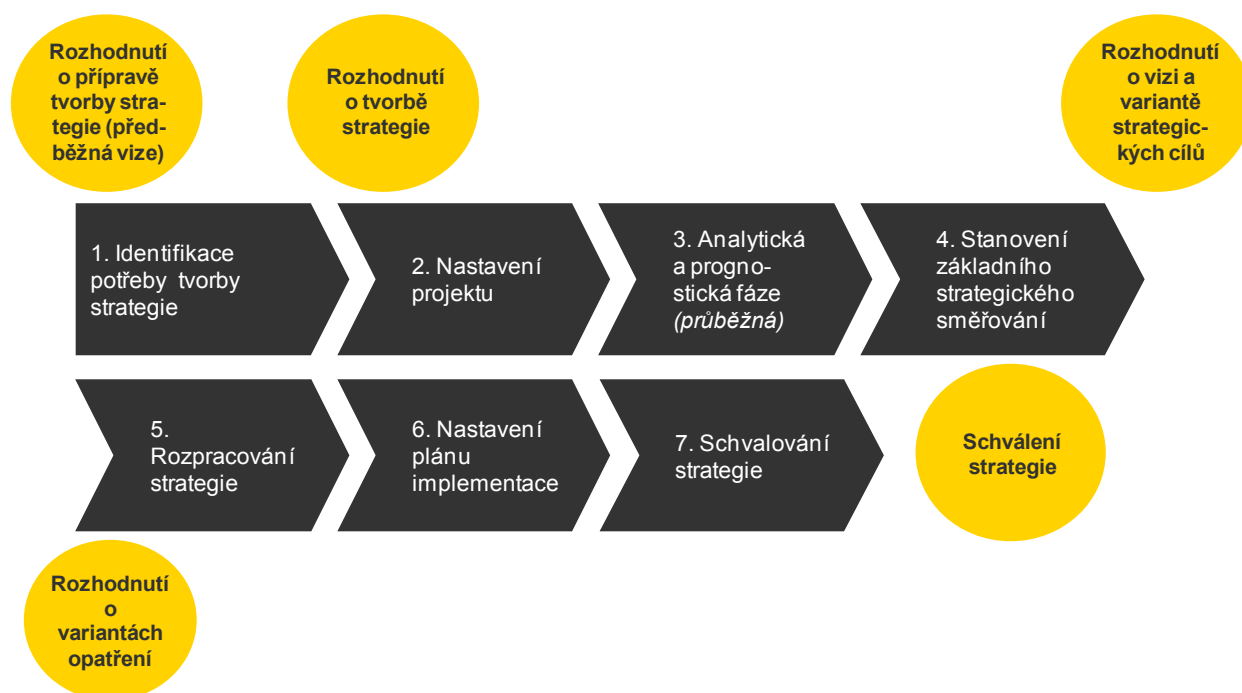 Rozhodnutí
o přípravě
tvorby stra-
tegie (před-
běžná vize)
Rozhodnutí
o tvorbě
strategie
Rozhodnutí
o vizi a
variantě
strategic-
kých cílů
1. Identifikace
potřeby tvorby
strategie
2. Nastavení
projektu
3. Analytická
a progno-
stická fáze
(průběžná)
4. Stanovení
základního
strategického
směřování
5.
Rozpracování
strategie
6. Nastavení
plánu
implementace
7. Schvalování
strategie
Schválení
strategie
Rozhodnutí
o
variantách
opatření